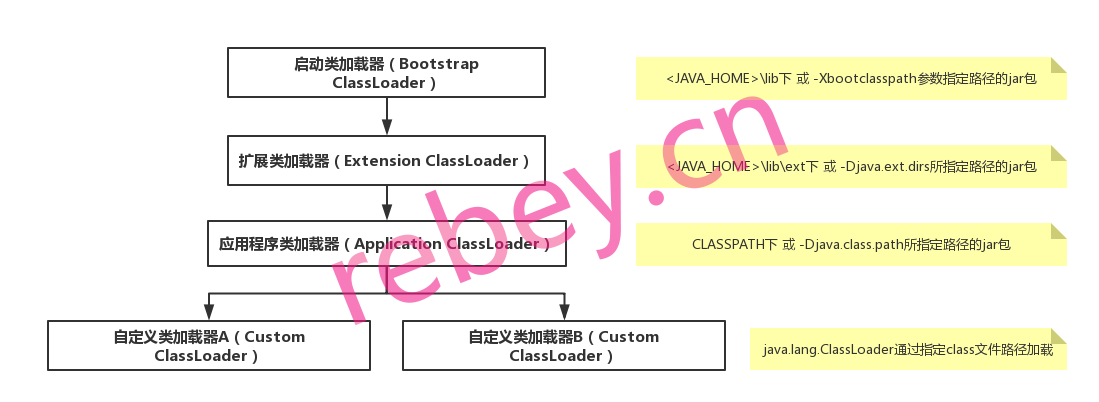 启动类加载器（Bootstrap
ClassLoader）
<JAVA_HOME>\lib下 或 -Xbootclasspath参数指定路径的jar包
扩展类加载器（Extension ClassLoader）
<JAVA_HOME>\lib\ext下 或 -Djava.ext.dirs所指定路径的jar包
应用程序类加载器（Application ClassLoader）
CLASSPATH下 或 -Djava.class.path所指定路径的jar包
自定义类加载器A（Custom
ClassLoader）
自定义类加载器B（Custom
ClassLoader）
java.lang.ClassLoader通过指定class文件路径加载
rebey.cn